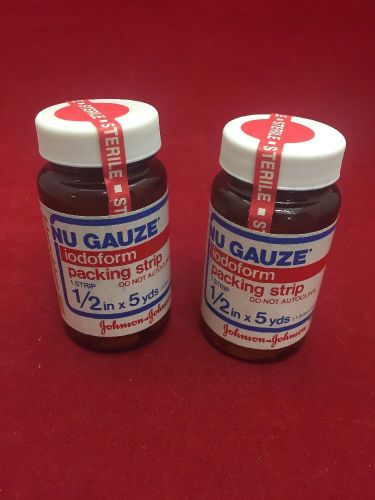 STERILE
NU GAUZE®
iodoform
packing strip
1 STRIP
DO NOT AUTOCLAVE
1/2 in x 5 yds
Johnson & Johnson
STERILE
NU GAUZE®
iodoform
packing strip
1 STRIP
DO NOT AUTOCLAVE
1/2 in x 5 yds
Johnson & Johnson